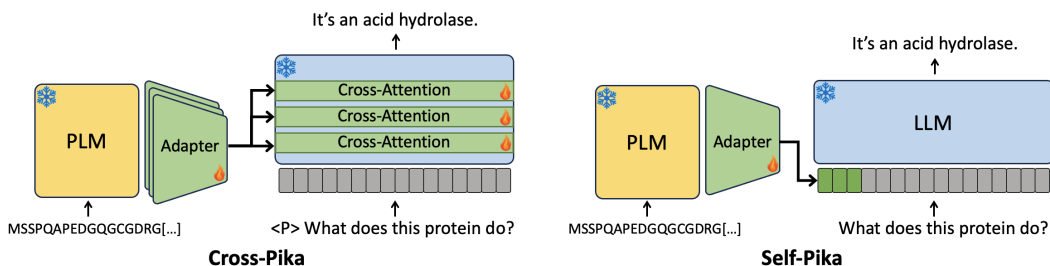 It's an acid hydrolase.
Cross-Attention
Cross-Attention
Cross-Attention
PLM
Adapter
MSSPQAPEDGQGCGDRG[...]
<P> What does this protein do?
Cross-Pika
It's an acid hydrolase.
PLM
Adapter
LLM
MSSPQAPEDGQGCGDRG[...]
What does this protein do?
Self-Pika